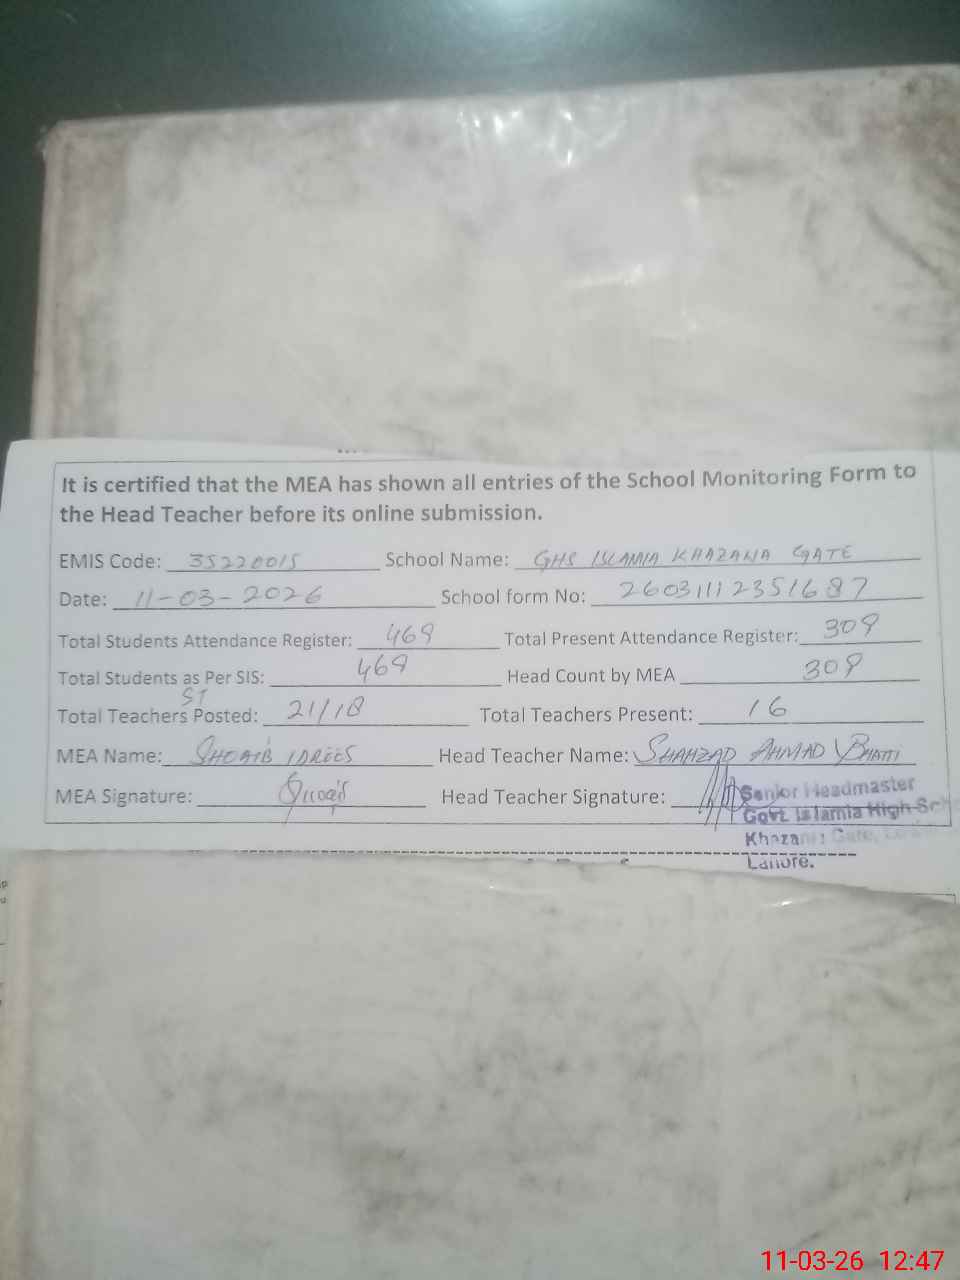 It is certified that the MEA has shown all entries of the School Monitoring Form to
the Head Teacher before its online submission.
EMIS Code: 35220015 School Name: GHS ISLAMIA KHAZANA GATE
Date: 11-03-2026 School form No: 26031112351687
Total Students Attendance Register: 469 Total Present Attendance Register: 309
Total Students as Per SIS: 469 Head Count by MEA 309
ST
Total Teachers Posted: 21/18 Total Teachers Present: 16
MEA Name: SHOAIB IDREES Head Teacher Name: SHAHZAD AHMAD BHATTI
MEA Signature: Shoaib Head Teacher Signature:
Senior Headmaster
Govt. Islamia High Sch
Khazana Gate,
Lahore.
11-03-26 12:47